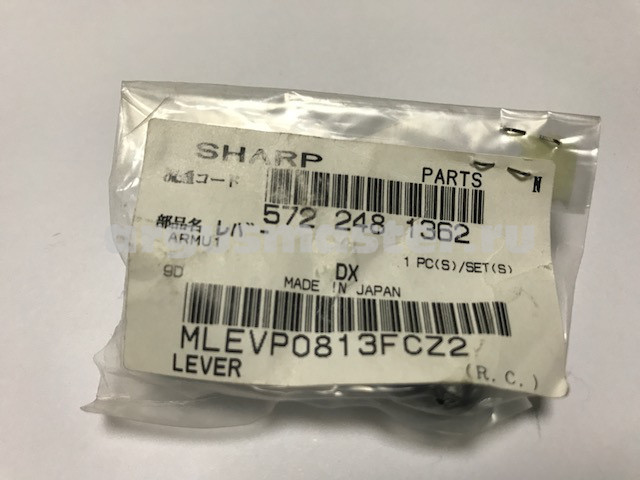 SHARP
PARTS
N
流通コード
572 248 1362
部品名 レバー
ARMU1
1 PC(S)/SET(S)
9D
DX
MADE IN JAPAN
MLEVP0813FCZ2
LEVER
(R.C.)